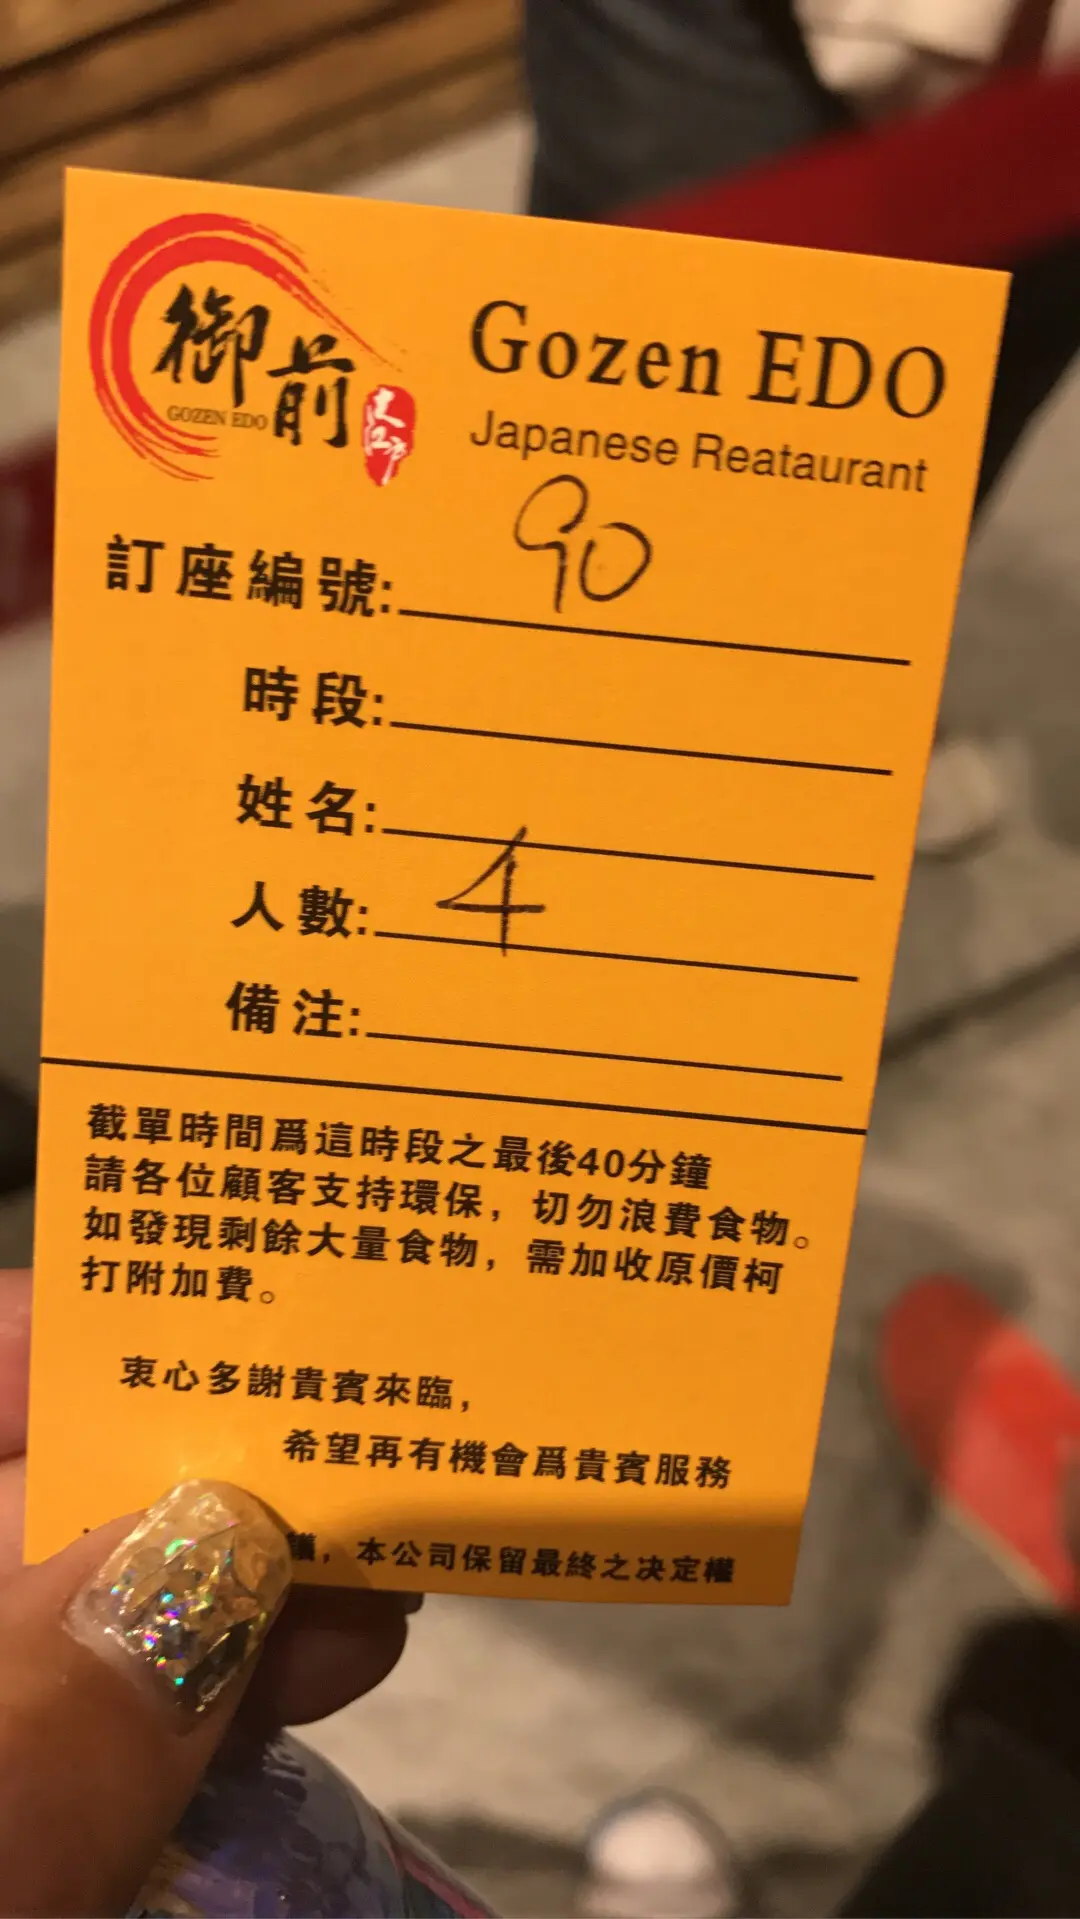 御前
GOZEN EDO
大江戶
Gozen EDO
Japanese Reataurant
訂座編號: 90
時段:
姓名:
人數: 4
備注:
截單時間爲這時段之最後40分鐘
請各位顧客支持環保，切勿浪費食物。
如發現剩餘大量食物，需加收原價柯
打附加費。
衷心多謝貴賓來臨，
希望再有機會爲貴賓服務
議，本公司保留最終之决定權